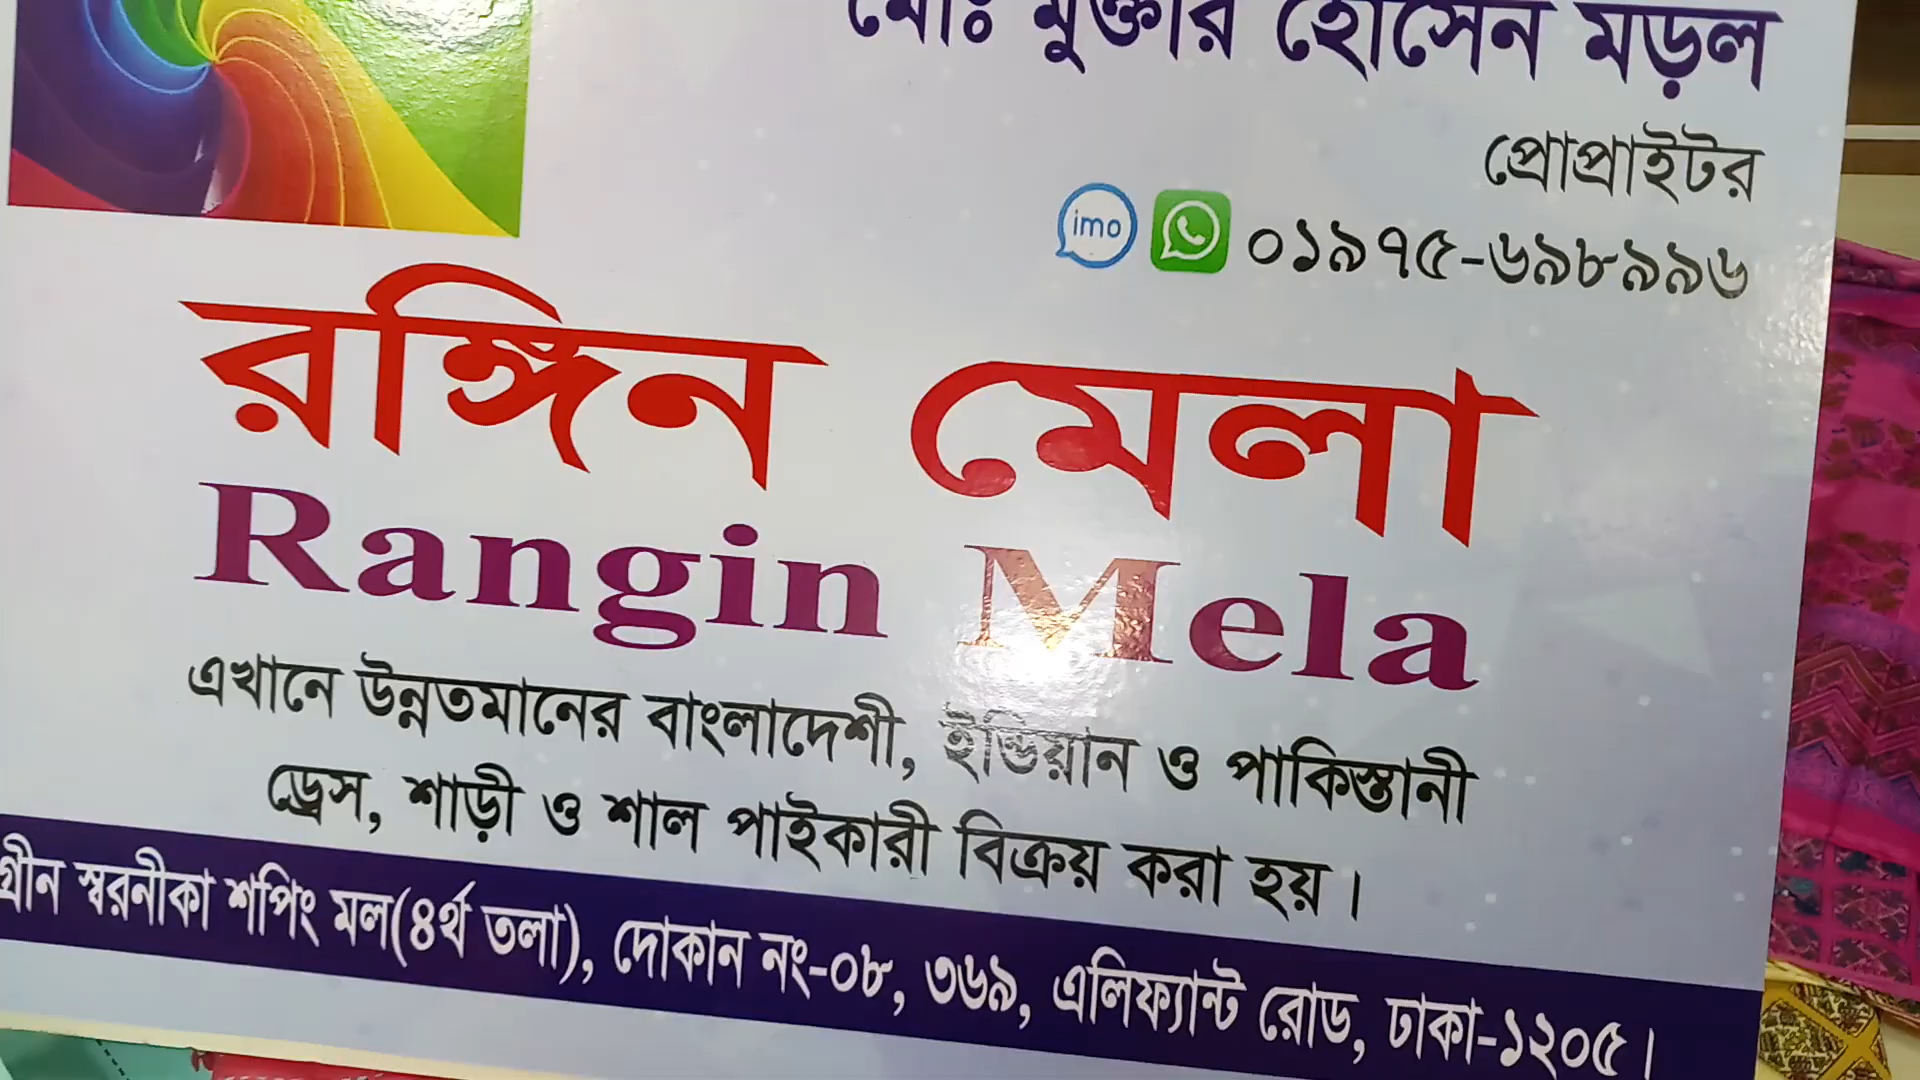 মোঃ মুক্তার হোসেন মড়ল
প্রোপ্রাইটর
imo ০১৯৭৫-৬৯৮৯৯৬
রঙ্গিন মেলা
Rangin Mela
এখানে উন্নতমানের বাংলাদেশী, ইন্ডিয়ান ও পাকিস্তানী
ড্রেস, শাড়ী ও শাল পাইকারী বিক্রয় করা হয়।
গ্রীন স্বরনীকা শপিং মল(৪র্থ তলা), দোকান নং-০৮, ৩৬৯, এলিফ্যান্ট রোড, ঢাকা-১২০৫।